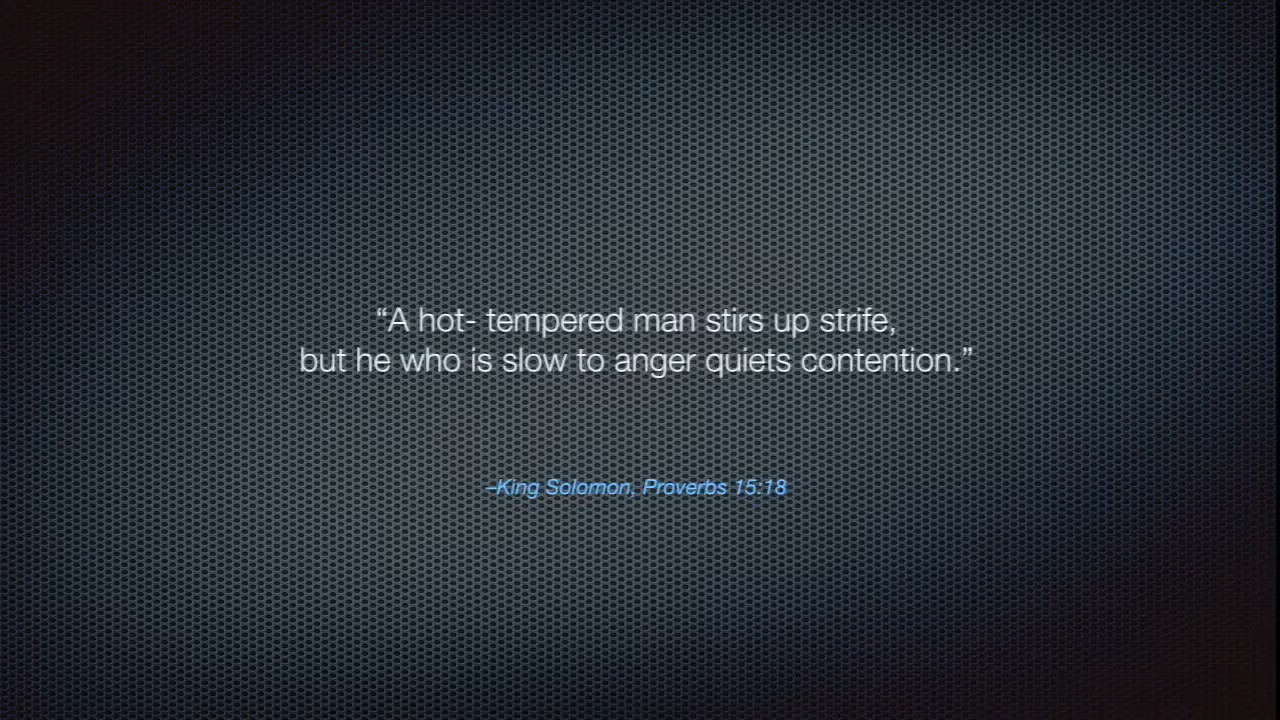 “A hot- tempered man stirs up strife,
but he who is slow to anger quiets contention.”
–King Solomon, Proverbs 15:18